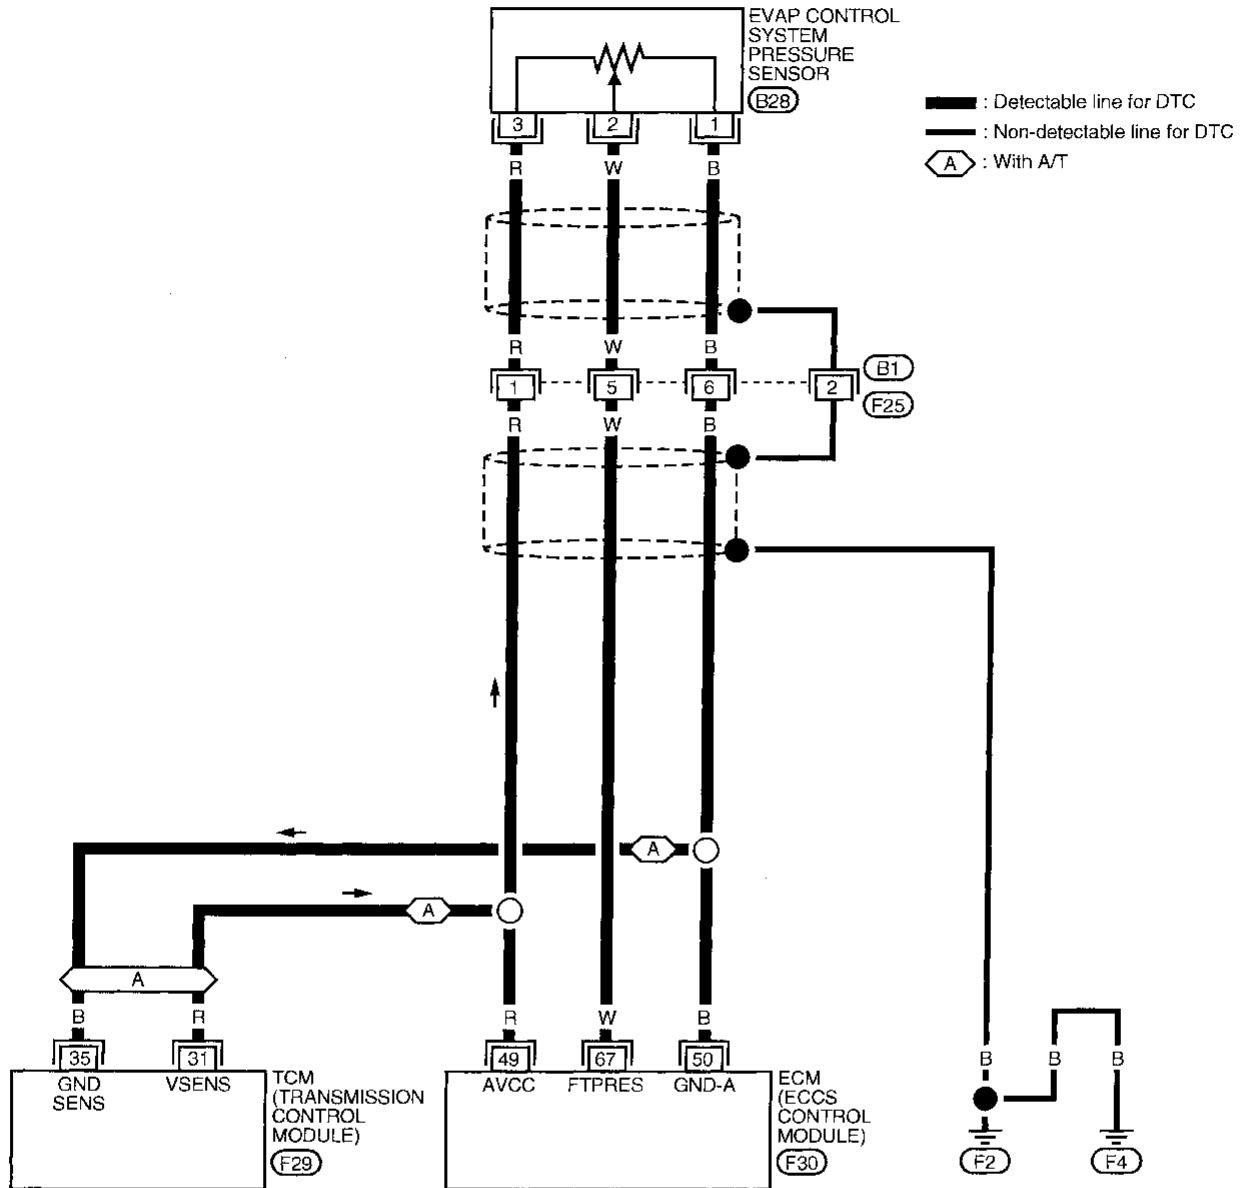 EVAP CONTROL
SYSTEM
PRESSURE
SENSOR
B28
: Detectable line for DTC
: Non-detectable line for DTC
A : With A/T
3 2 1
R W B
R W B
1 5 6 2
B1
F25
R W B
A
A
A
B R R W B B B B
35 31 49 67 50
GND
SENS
VSENS
TCM
(TRANSMISSION
CONTROL
MODULE)
F29
AVCC FTPRES GND-A
ECM
(ECCS
CONTROL
MODULE)
F30
F2 F4